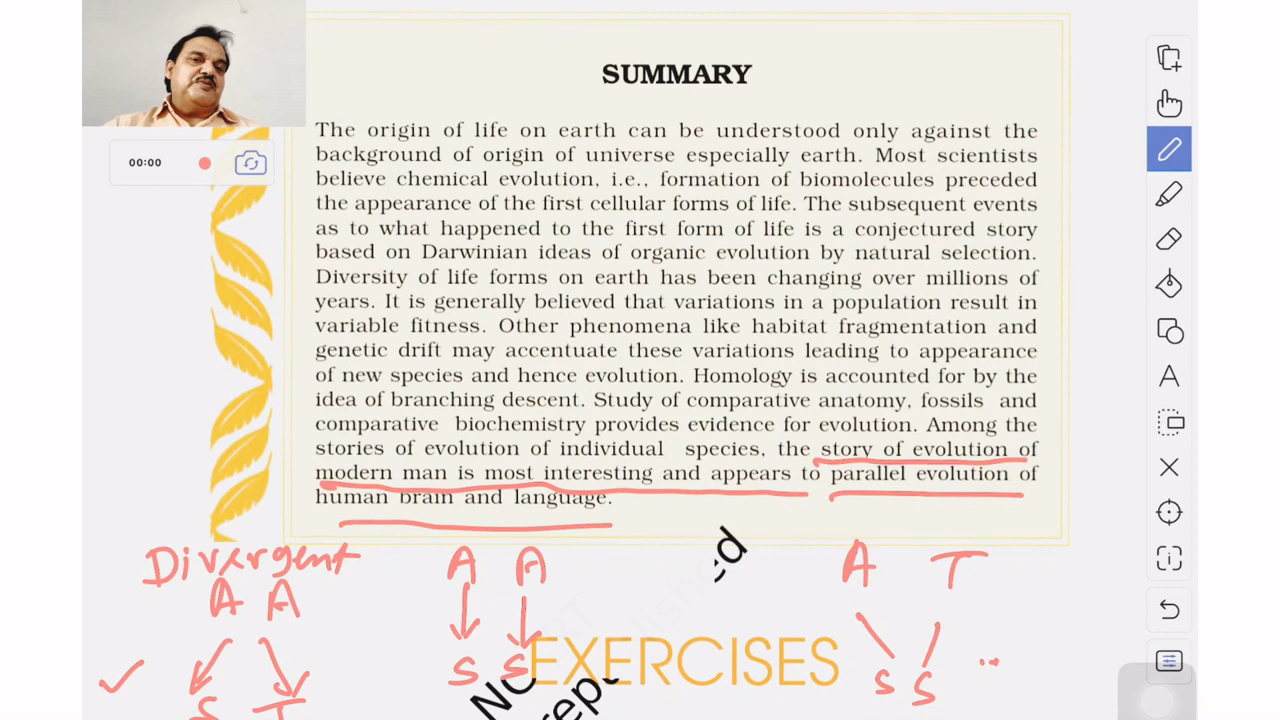 SUMMARY
The origin of life on earth can be understood only against the
background of origin of universe especially earth. Most scientists
believe chemical evolution, i.e., formation of biomolecules preceded
the appearance of the first cellular forms of life. The subsequent events
as to what happened to the first form of life is a conjectured story
based on Darwinian ideas of organic evolution by natural selection.
Diversity of life forms on earth has been changing over millions of
years. It is generally believed that variations in a population result in
variable fitness. Other phenomena like habitat fragmentation and
genetic drift may accentuate these variations leading to appearance
of new species and hence evolution. Homology is accounted for by the
idea of branching descent. Study of comparative anatomy, fossils and
comparative biochemistry provides evidence for evolution. Among the
stories of evolution of individual species, the story of evolution of
modern man is most interesting and appears to parallel evolution of
human brain and language.
00:00
A
Divergent A A A T
A A
S S S S
S T
EXERCISES